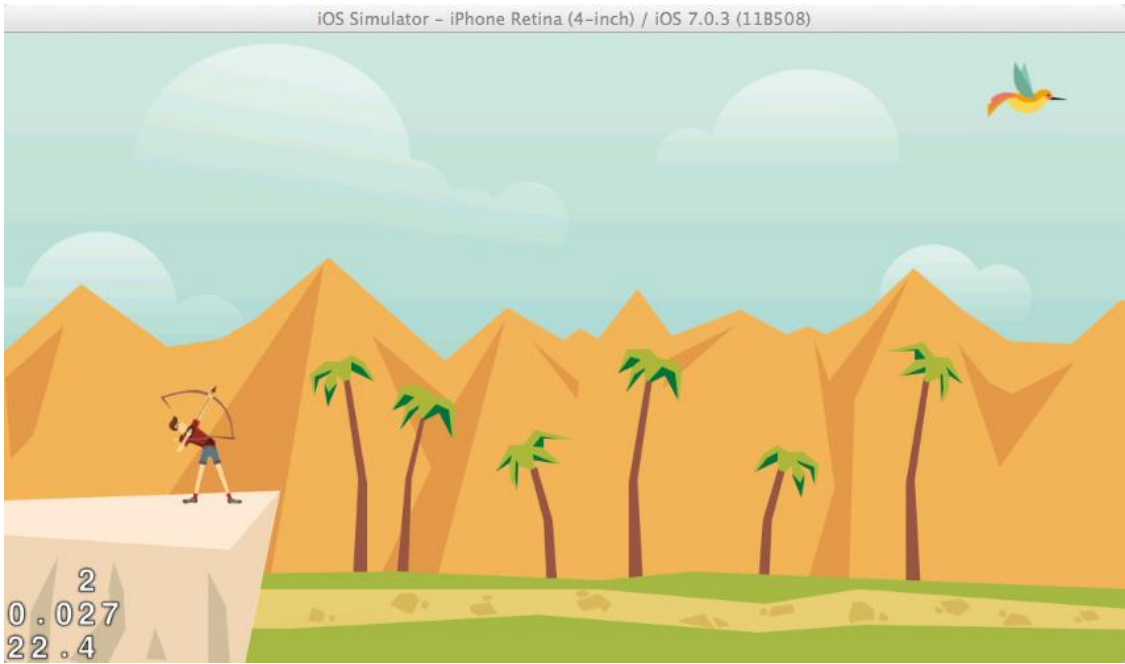 iOS Simulator – iPhone Retina (4-inch) / iOS 7.0.3 (11B508)
2
0.027
22.4